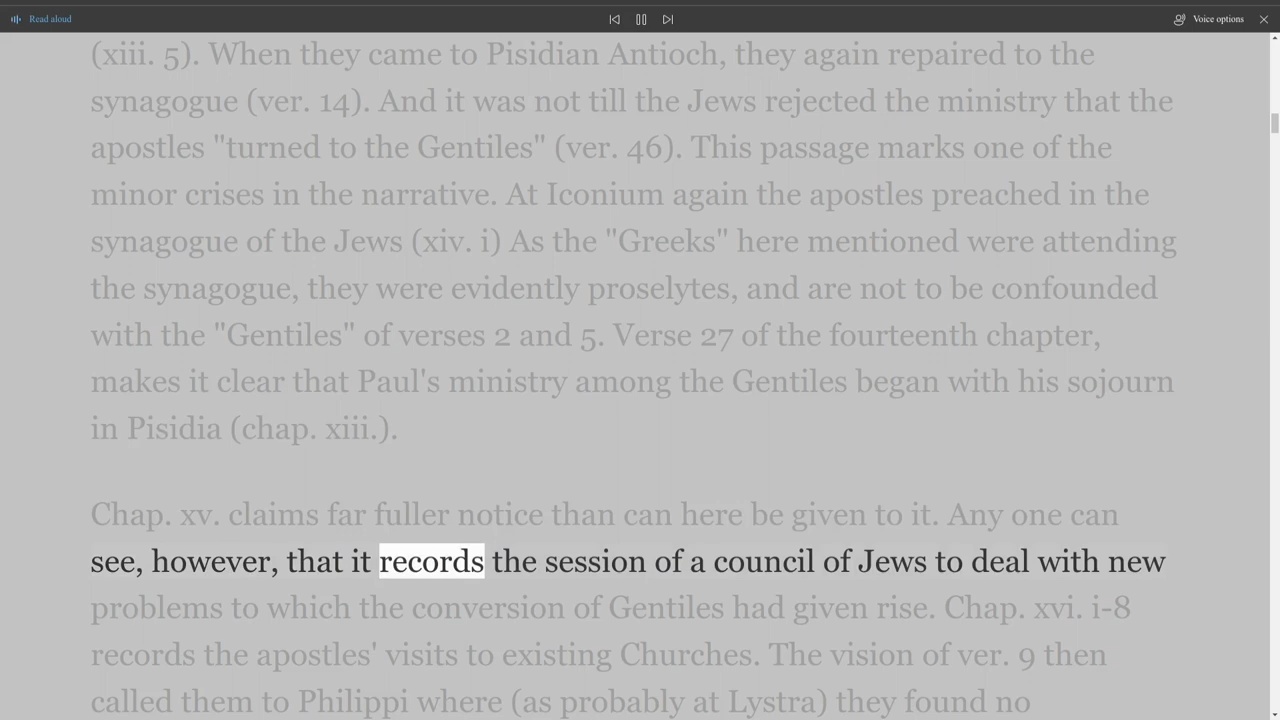 Read aloud
Voice options
(xiii. 5). When they came to Pisidian Antioch, they again repaired to the
synagogue (ver. 14). And it was not till the Jews rejected the ministry that the
apostles "turned to the Gentiles" (ver. 46). This passage marks one of the
minor crises in the narrative. At Iconium again the apostles preached in the
synagogue of the Jews (xiv. i) As the "Greeks" here mentioned were attending
the synagogue, they were evidently proselytes, and are not to be confounded
with the "Gentiles" of verses 2 and 5. Verse 27 of the fourteenth chapter,
makes it clear that Paul's ministry among the Gentiles began with his sojourn
in Pisidia (chap. xiii.).
Chap. xv. claims far fuller notice than can here be given to it. Any one can
see, however, that it records the session of a council of Jews to deal with new
problems to which the conversion of Gentiles had given rise. Chap. xvi. i-8
records the apostles' visits to existing Churches. The vision of ver. 9 then
called them to Philippi where (as probably at Lystra) they found no